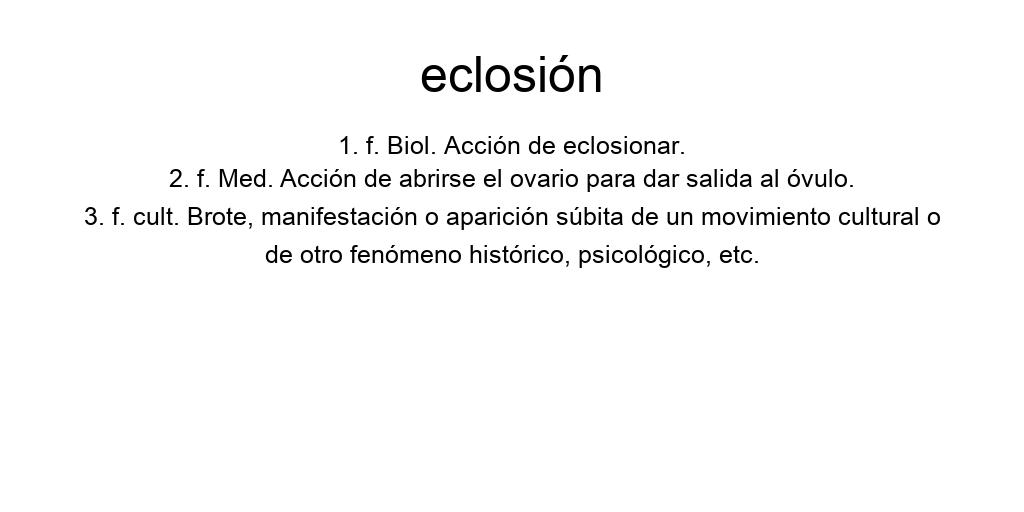 eclosión
1. f. Biol. Acción de eclosionar.
2. f. Med. Acción de abrirse el ovario para dar salida al óvulo.
3. f. cult. Brote, manifestación o aparición súbita de un movimiento cultural o
de otro fenómeno histórico, psicológico, etc.